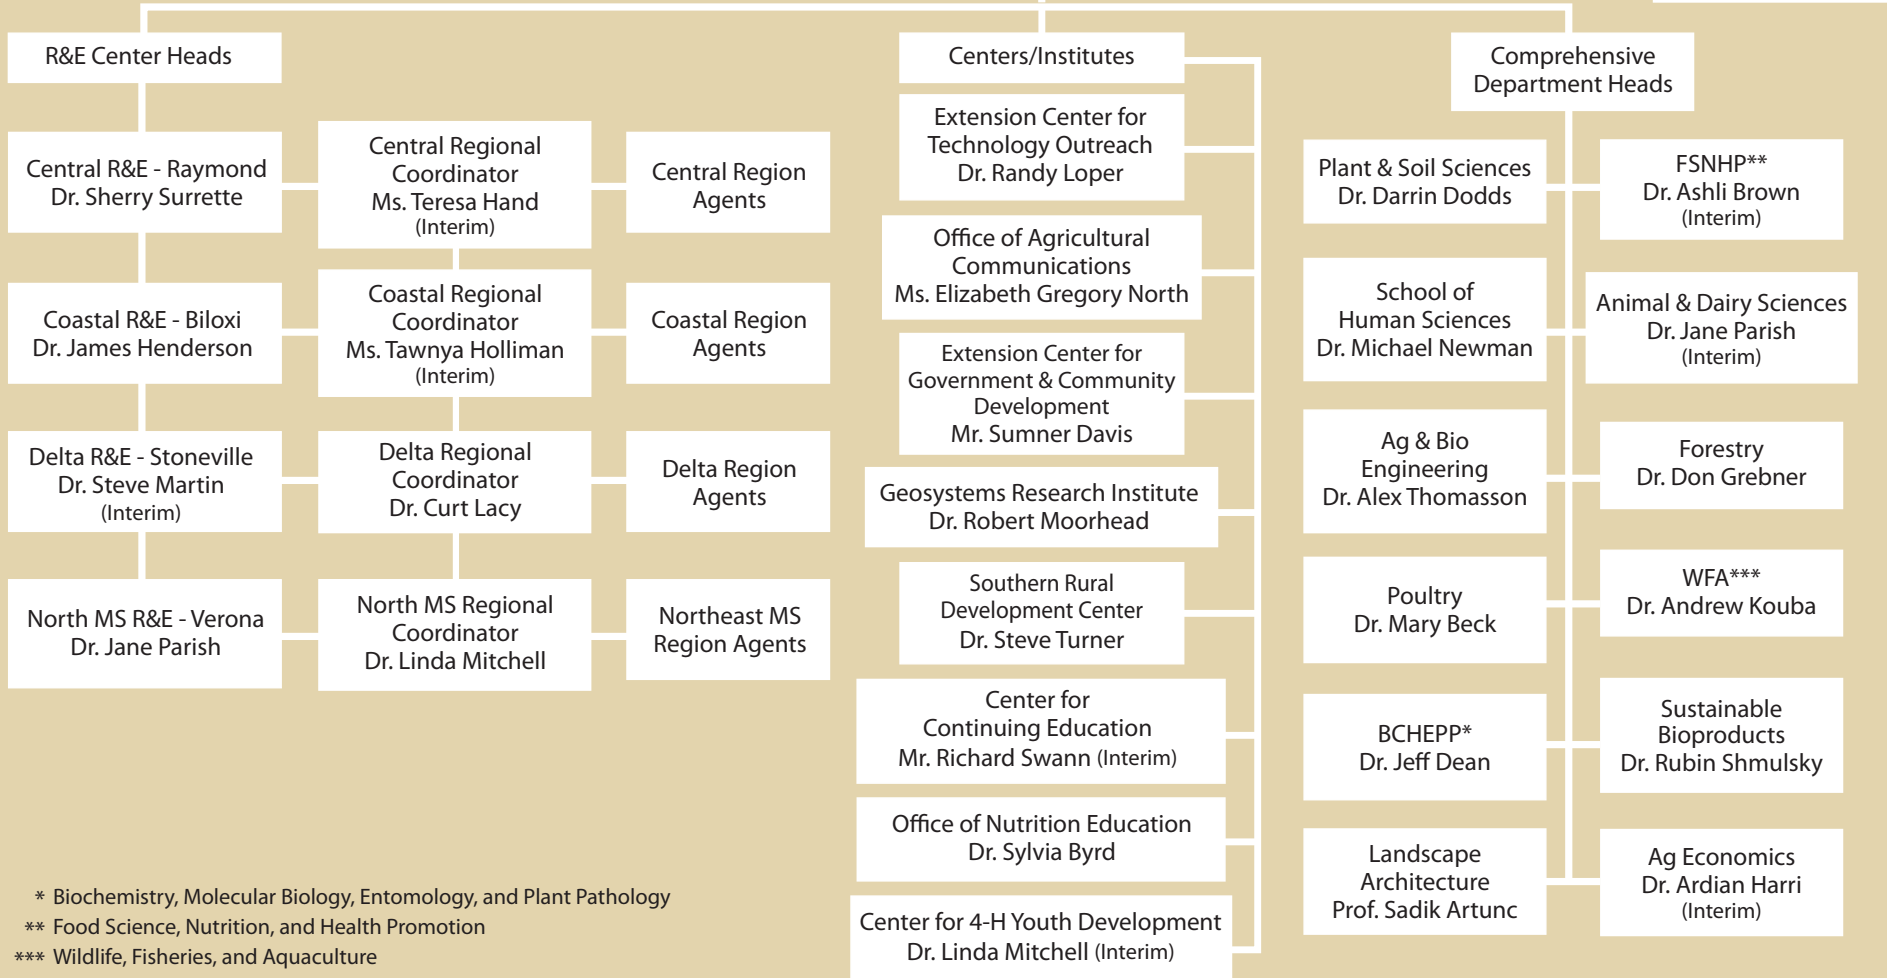 R&E Center Heads
Central R&E - Raymond
Dr. Sherry Surrette
Central Regional
Coordinator
Ms. Teresa Hand
(Interim)
Central Region
Agents
Coastal R&E - Biloxi
Dr. James Henderson
Coastal Regional
Coordinator
Ms. Tawnya Holliman
(Interim)
Coastal Region
Agents
Delta R&E - Stoneville
Dr. Steve Martin
(Interim)
Delta Regional
Coordinator
Dr. Curt Lacy
Delta Region
Agents
North MS R&E - Verona
Dr. Jane Parish
North MS Regional
Coordinator
Dr. Linda Mitchell
Northeast MS
Region Agents
Centers/Institutes
Extension Center for
Technology Outreach
Dr. Randy Loper
Office of Agricultural
Communications
Ms. Elizabeth Gregory North
Extension Center for
Government & Community
Development
Mr. Sumner Davis
Geosystems Research Institute
Dr. Robert Moorhead
Southern Rural
Development Center
Dr. Steve Turner
Center for
Continuing Education
Mr. Richard Swann (Interim)
Office of Nutrition Education
Dr. Sylvia Byrd
Center for 4-H Youth Development
Dr. Linda Mitchell (Interim)
Comprehensive
Department Heads
Plant & Soil Sciences
Dr. Darrin Dodds
FSNHP**
Dr. Ashli Brown
(Interim)
School of
Human Sciences
Dr. Michael Newman
Animal & Dairy Sciences
Dr. Jane Parish
(Interim)
Ag & Bio
Engineering
Dr. Alex Thomasson
Forestry
Dr. Don Grebner
Poultry
Dr. Mary Beck
WFA***
Dr. Andrew Kouba
BCHEPP*
Dr. Jeff Dean
Sustainable
Bioproducts
Dr. Rubin Shmulsky
Landscape
Architecture
Prof. Sadik Artunc
Ag Economics
Dr. Ardian Harri
(Interim)
* Biochemistry, Molecular Biology, Entomology, and Plant Pathology
** Food Science, Nutrition, and Health Promotion
*** Wildlife, Fisheries, and Aquaculture